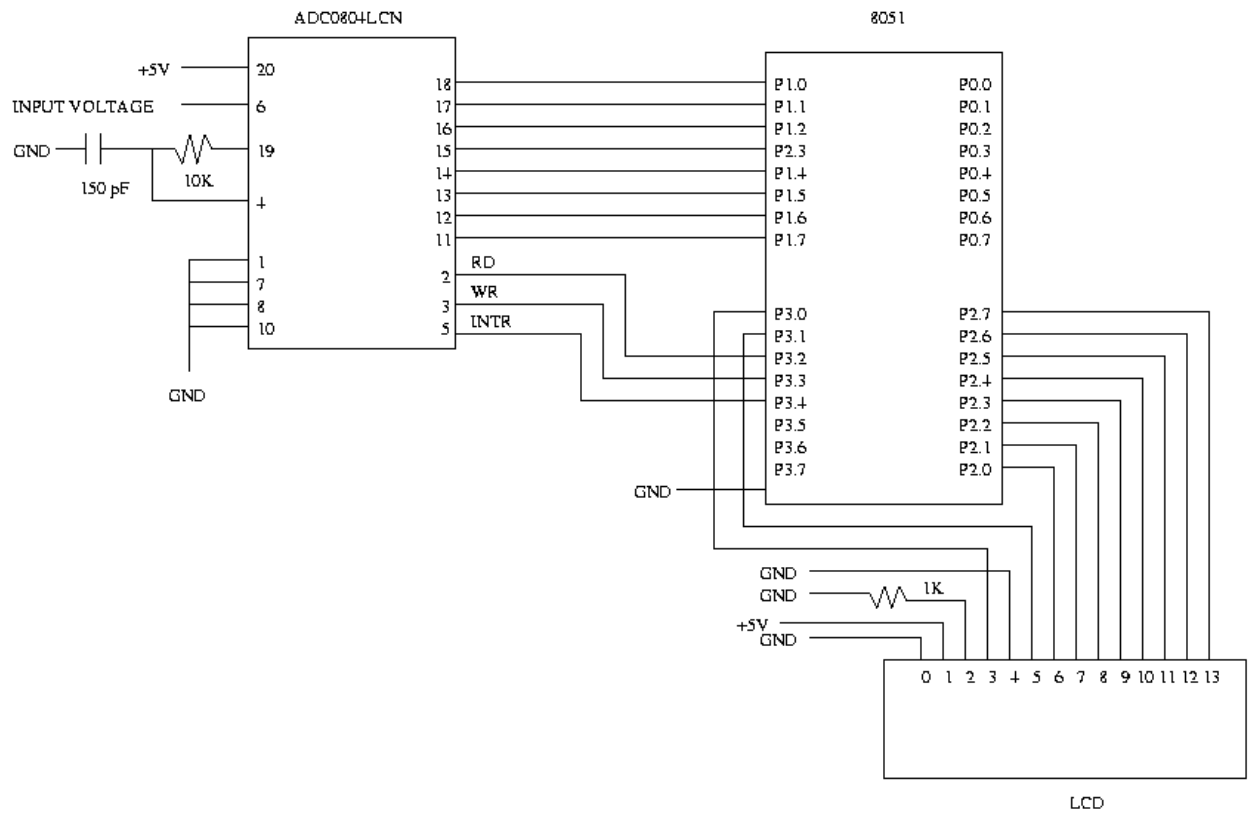 ADC0804LCN
8051
+5V
20
INPUT VOLTAGE
6
GND
150 pF
10K
19
4
1
7
8
10
GND
18
17
16
15
14
13
12
11
2
3
5
RD
WR
INTR
P1.0
P1.1
P1.2
P2.3
P1.4
P1.5
P1.6
P1.7
P3.0
P3.1
P3.2
P3.3
P3.4
P3.5
P3.6
P3.7
P0.0
P0.1
P0.2
P0.3
P0.4
P0.5
P0.6
P0.7
P2.7
P2.6
P2.5
P2.4
P2.3
P2.2
P2.1
P2.0
GND
GND
GND
1K
+5V
GND
0 1 2 3 4 5 6 7 8 9 10 11 12 13
LCD